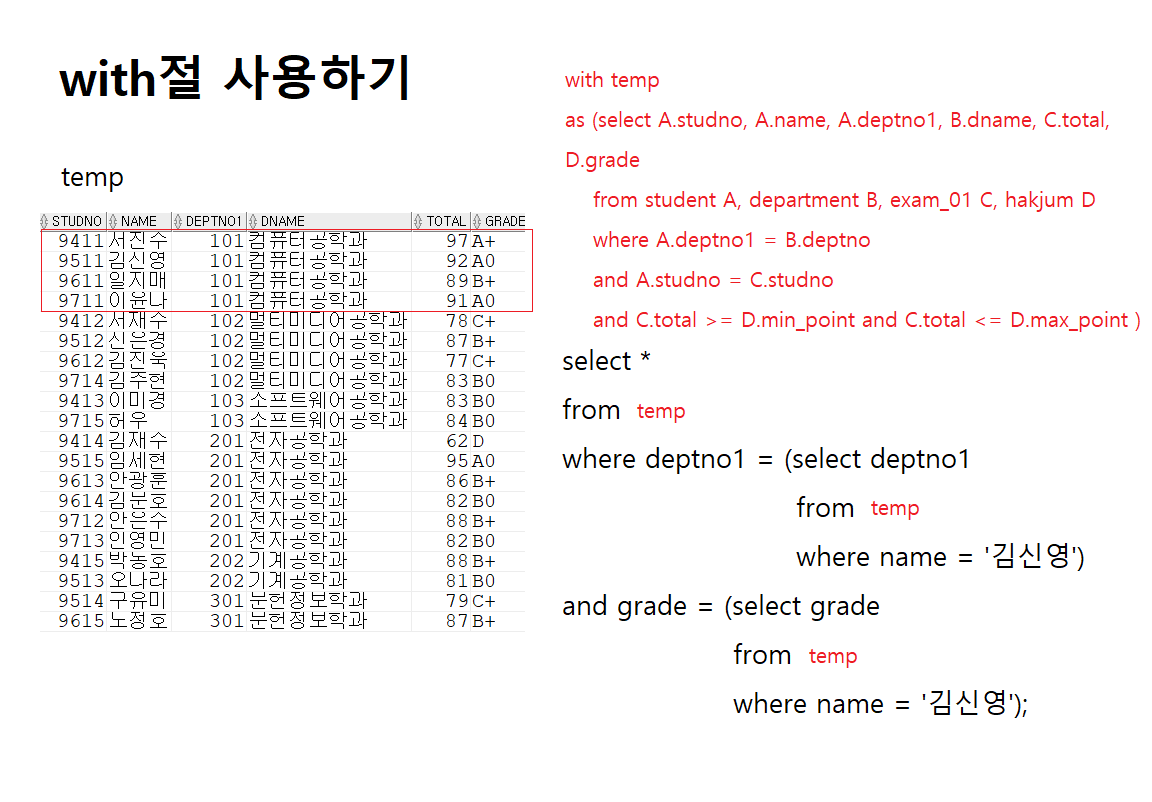 with절 사용하기
temp
STUDNO NAME DEPTNO1 DNAME TOTAL GRADE
9411 서진수 101 컴퓨터공학과 97 A+
9511 김신영 101 컴퓨터공학과 92 A0
9611 일지매 101 컴퓨터공학과 89 B+
9711 이윤나 101 컴퓨터공학과 91 A0
9412 서재수 102 멀티미디어공학과 78 C+
9512 신은경 102 멀티미디어공학과 87 B+
9612 김진욱 102 멀티미디어공학과 77 C+
9714 김주현 102 멀티미디어공학과 83 B0
9413 이미경 103 소프트웨어공학과 83 B0
9715 허우 103 소프트웨어공학과 84 B0
9414 김재수 201 전자공학과 62 D
9515 임세현 201 전자공학과 95 A0
9613 안광훈 201 전자공학과 86 B+
9614 김문호 201 전자공학과 82 B0
9712 안은수 201 전자공학과 88 B+
9713 인영민 201 전자공학과 82 B0
9415 박동호 202 기계공학과 88 B+
9513 오나라 202 기계공학과 81 B0
9514 구유미 301 문헌정보학과 79 C+
9615 노정호 301 문헌정보학과 87 B+
with temp
as (select A.studno, A.name, A.deptno1, B.dname, C.total,
D.grade
from student A, department B, exam_01 C, hakjum D
where A.deptno1 = B.deptno
and A.studno = C.studno
and C.total >= D.min_point and C.total <= D.max_point )
select *
from temp
where deptno1 = (select deptno1
from temp
where name = '김신영')
and grade = (select grade
from temp
where name = '김신영');